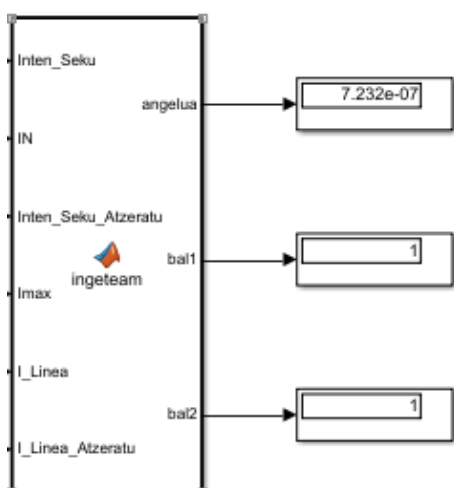 Inten_Seku
angelua
7.232e-07
IN
Inten_Seku_Atzeratu
ingeteam
bal1
1
Imax
I_Linea
bal2
1
I_Linea_Atzeratu